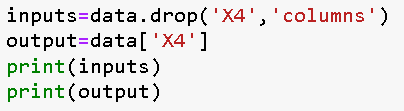 inputs=data.drop('X4','columns')
output=data['X4']
print(inputs)
print(output)